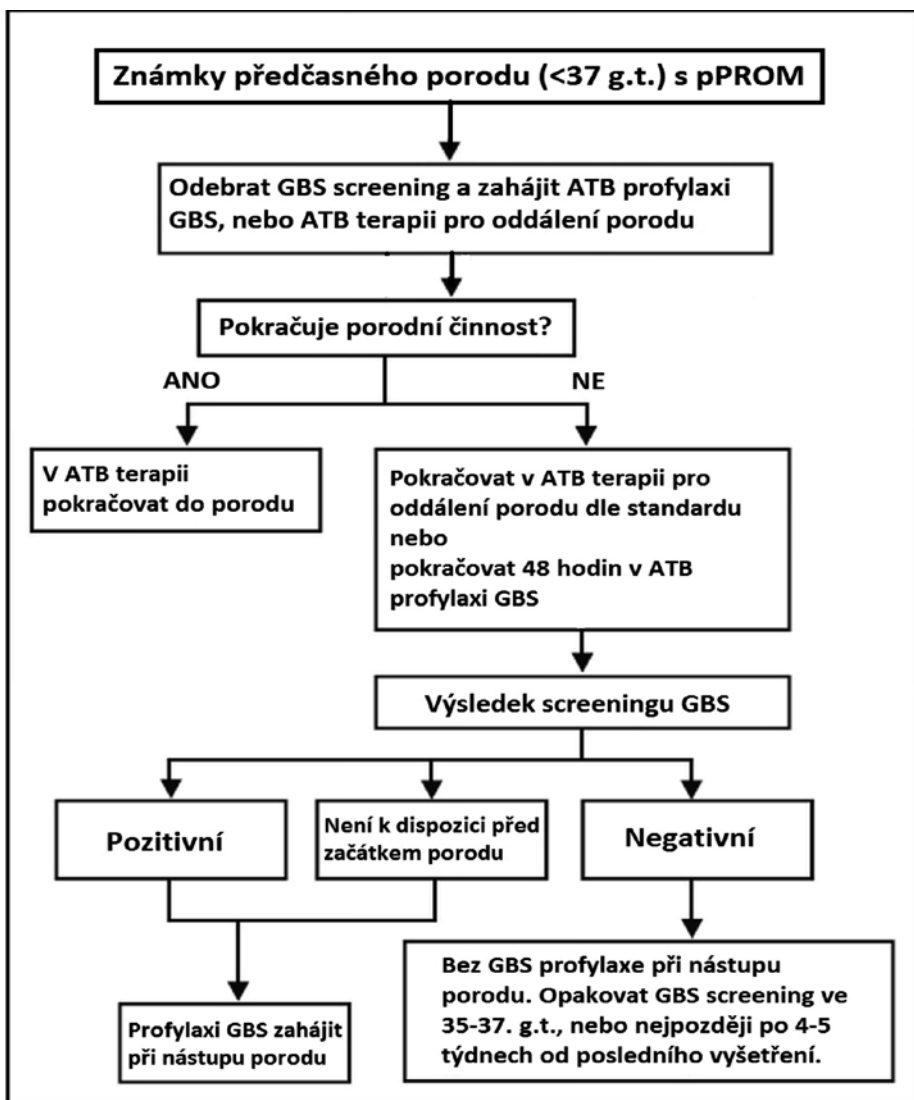 Známky předčasného porodu (<37 g.t.) s pPROM
Odebrat GBS screening a zahájit ATB profylaxi
GBS, nebo ATB terapii pro oddálení porodu
Pokračuje porodní činnost?
ANO
NE
V ATB terapii
pokračovat do porodu
Pokračovat v ATB terapii pro
oddálení porodu dle standardu
nebo
pokračovat 48 hodin v ATB
profylaxi GBS
Výsledek screeningu GBS
Pozitivní
Není k dispozici před
začátkem porodu
Negativní
Profylaxi GBS zahájit
při nástupu porodu
Bez GBS profylaxe při nástupu
porodu. Opakovat GBS screening ve
35-37. g.t., nebo nejpozději po 4-5
týdnech od posledního vyšetření.